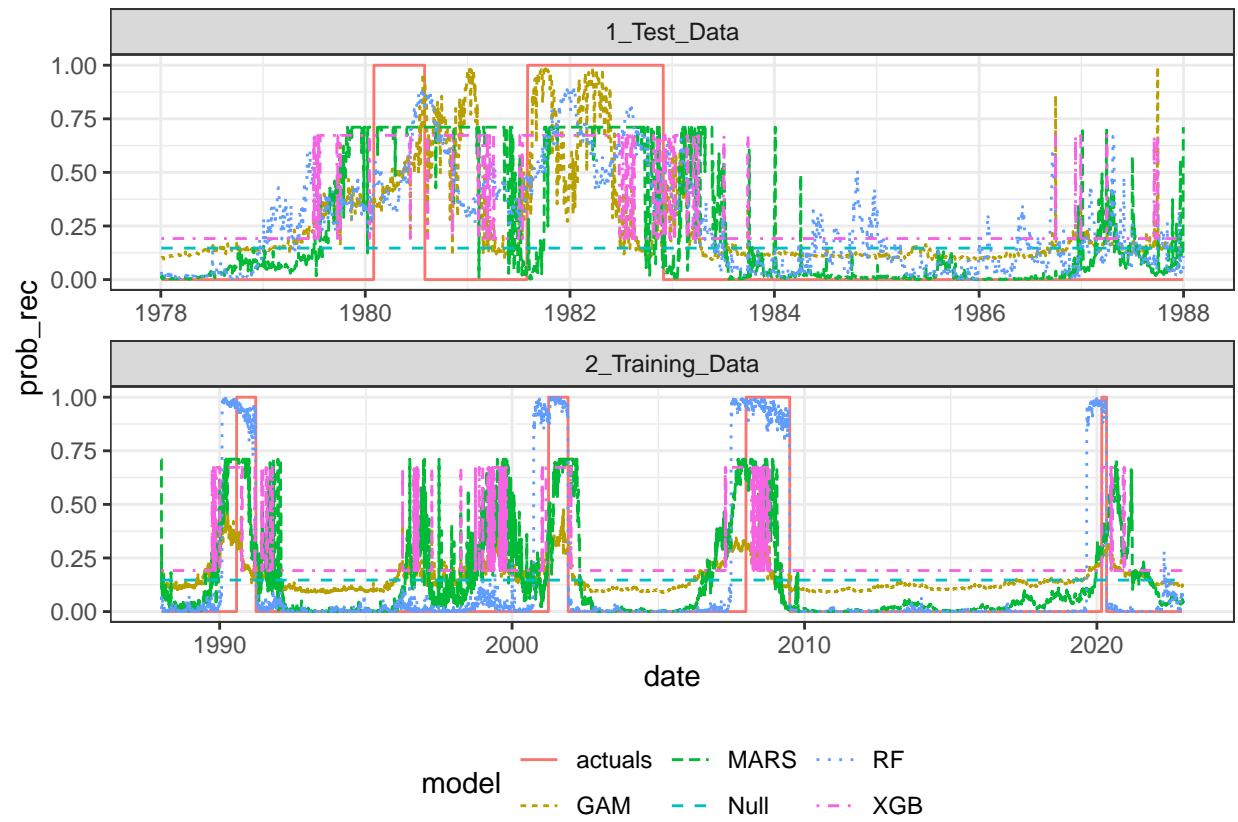 1_Test_Data
1.00
0.75
0.50
0.25
0.00
1978 1980 1982 1984 1986 1988
prob_rec
2_Training_Data
1.00
0.75
0.50
0.25
0.00
1990 2000 2010 2020
date
model
actuals MARS RF
GAM Null XGB